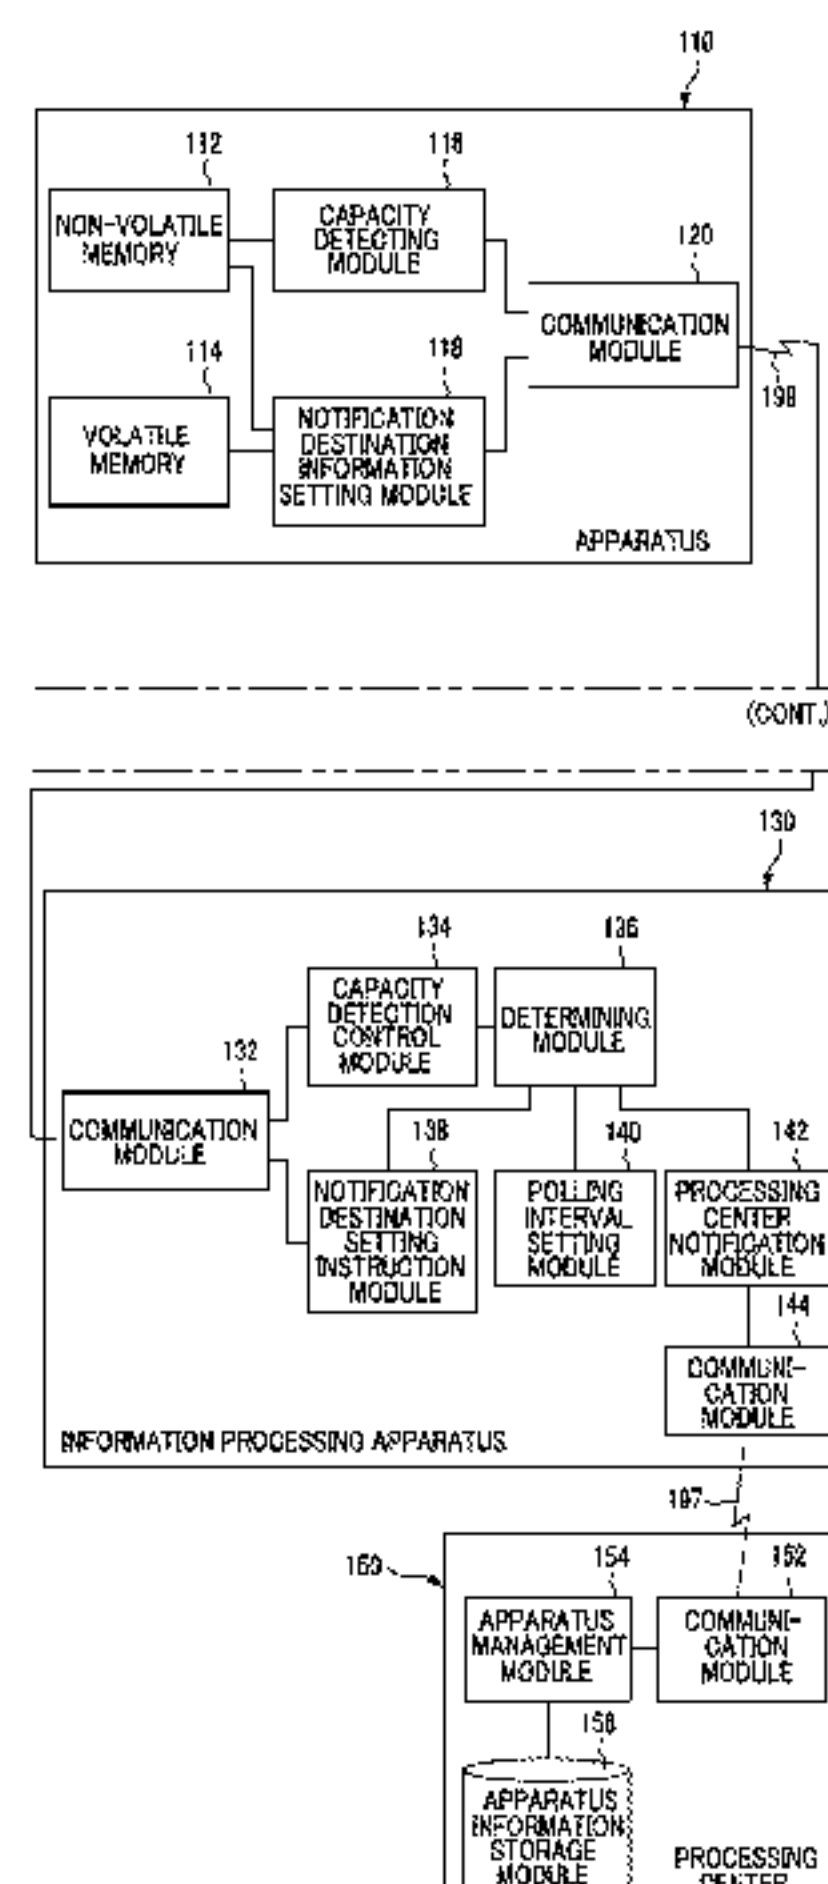 110
112
116
NON-VOLATILE
MEMORY
CAPACITY
DETECTING
MODULE
120
COMMUNICATION
MODULE
114
118
198
VOLATILE
MEMORY
NOTIFICATION
DESTINATION
INFORMATION
SETTING MODULE
APPARATUS
(CONT.)
130
134
136
CAPACITY
DETECTION
CONTROL
MODULE
DETERMINING
MODULE
132
COMMUNICATION
MODULE
138
140
142
NOTIFICATION
DESTINATION
SETTING
INSTRUCTION
MODULE
POLLING
INTERVAL
SETTING
MODULE
PROCESSING
CENTER
NOTIFICATION
MODULE
144
COMMUNI-
CATION
MODULE
INFORMATION PROCESSING APPARATUS
197
150
154
152
APPARATUS
MANAGEMENT
MODULE
COMMUNI-
CATION
MODULE
156
APPARATUS
INFORMATION
STORAGE
MODULE
PROCESSING
CENTER